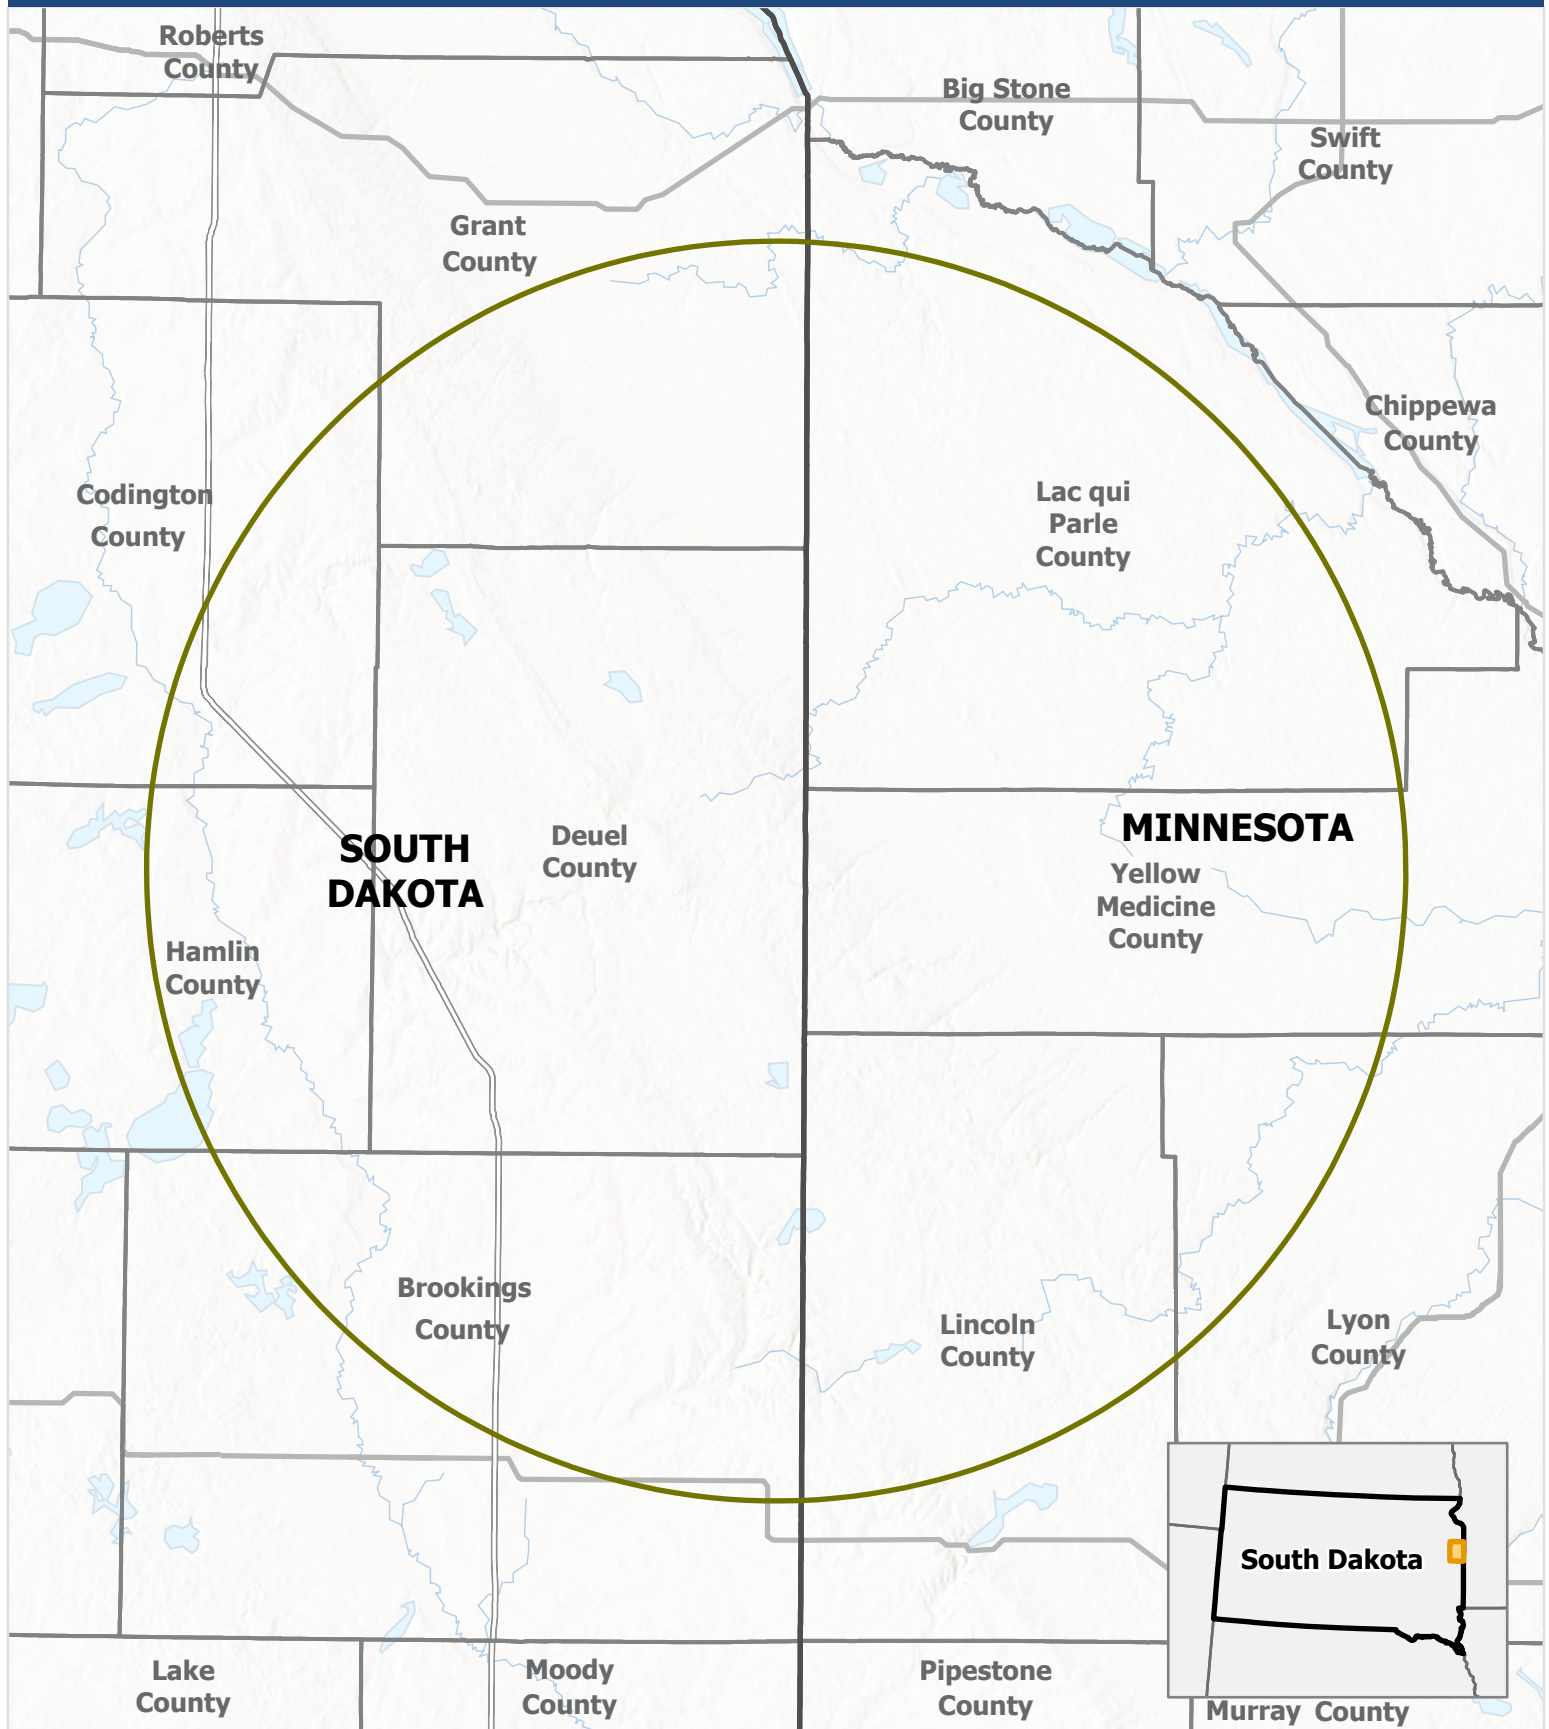 Roberts
County
Big Stone
County
Swift
County
Grant
County
Chippewa
County
Codington
County
Lac qui
Parle
County
SOUTH
DAKOTA
Deuel
County
MINNESOTA
Yellow
Medicine
County
Hamlin
County
Brookings
County
Lincoln
County
Lyon
County
South Dakota
Lake
County
Moody
County
Pipestone
County
Murray County